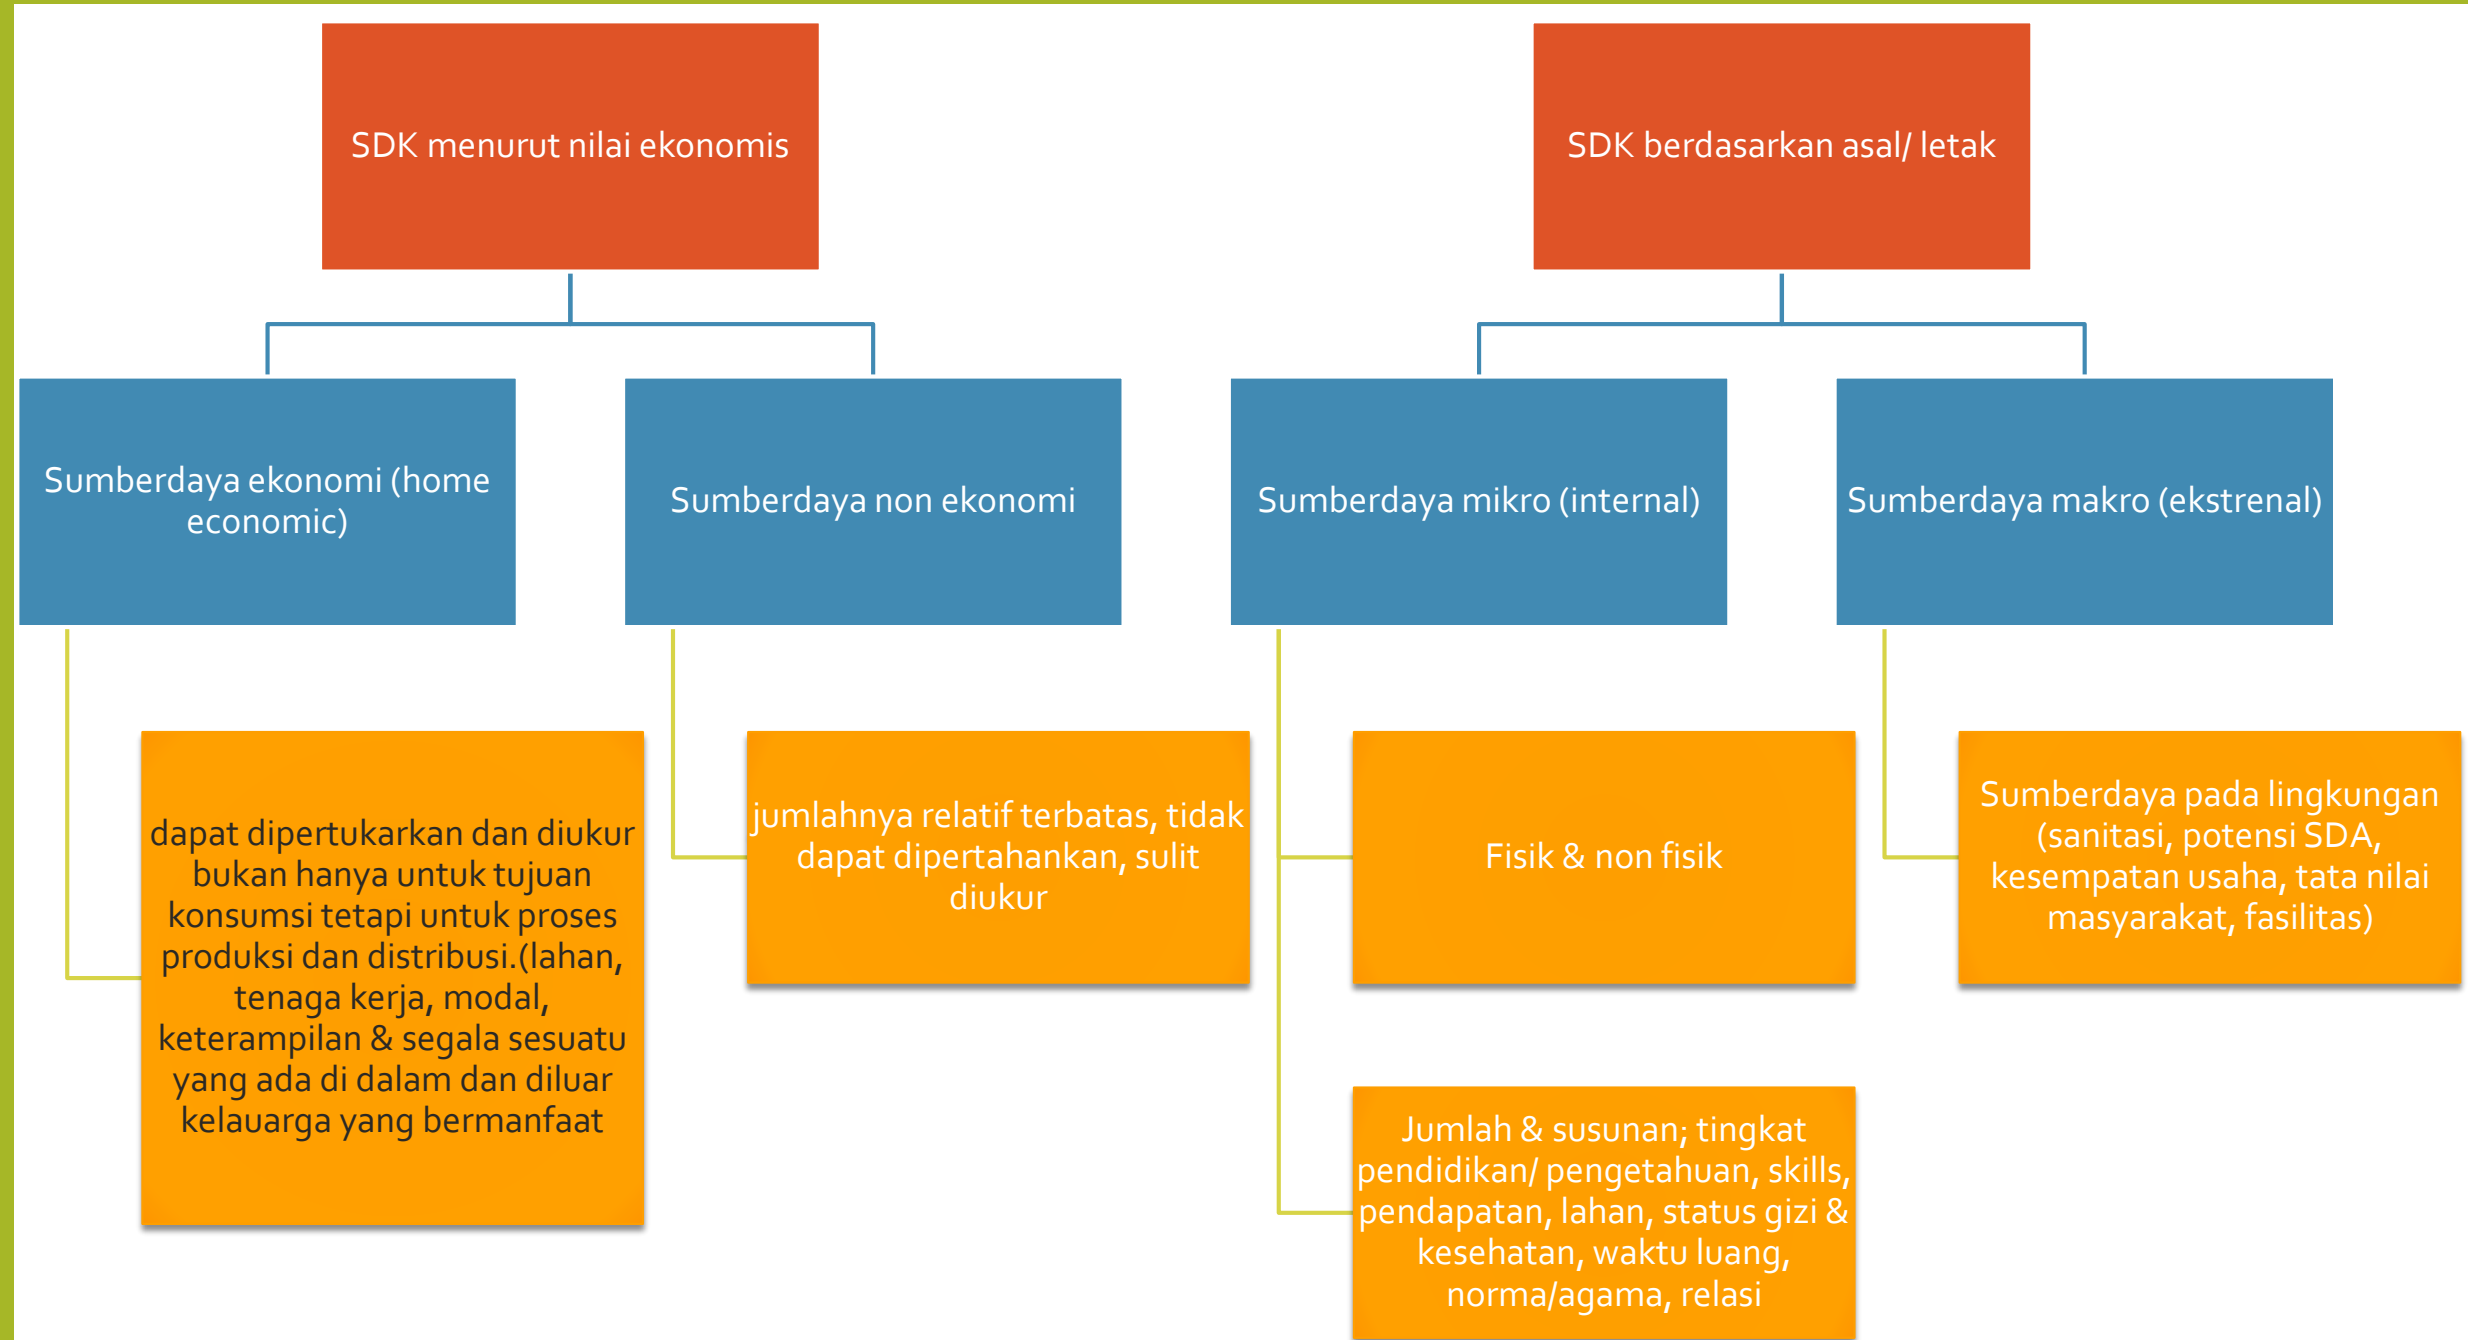 SDK menurut nilai ekonomis
SDK berdasarkan asal/ letak
Sumberdaya ekonomi (home
economic)
Sumberdaya non ekonomi
Sumberdaya mikro (internal)
Sumberdaya makro (ekstrenal)
dapat dipertukarkan dan diukur
bukan hanya untuk tujuan
konsumsi tetapi untuk proses
produksi dan distribusi.(lahan,
tenaga kerja, modal,
keterampilan & segala sesuatu
yang ada di dalam dan diluar
kelauarga yang bermanfaat
jumlahnya relatif terbatas, tidak
dapat dipertahankan, sulit
diukur
Fisik & non fisik
Jumlah & susunan; tingkat
pendidikan/ pengetahuan, skills,
pendapatan, lahan, status gizi &
kesehatan, waktu luang,
norma/agama, relasi
Sumberdaya pada lingkungan
(sanitasi, potensi SDA,
kesempatan usaha, tata nilai
masyarakat, fasilitas)